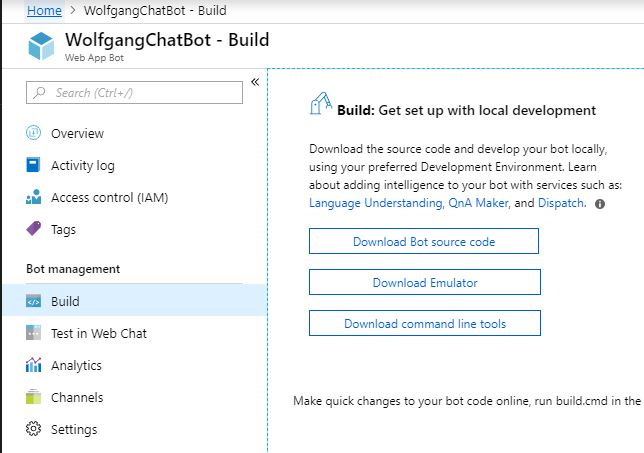 Home > WolfgangChatBot - Build
WolfgangChatBot - Build
Web App Bot
Search (Ctrl+/)
«
Overview
Activity log
Access control (IAM)
Tags
Bot management
Build
Test in Web Chat
Analytics
Channels
Settings
Build: Get set up with local development
Download the source code and develop your bot locally,
using your preferred Development Environment. Learn
about adding intelligence to your bot with services such as:
Language Understanding, QnA Maker, and Dispatch.
Download Bot source code
Download Emulator
Download command line tools
Make quick changes to your bot code online, run build.cmd in the